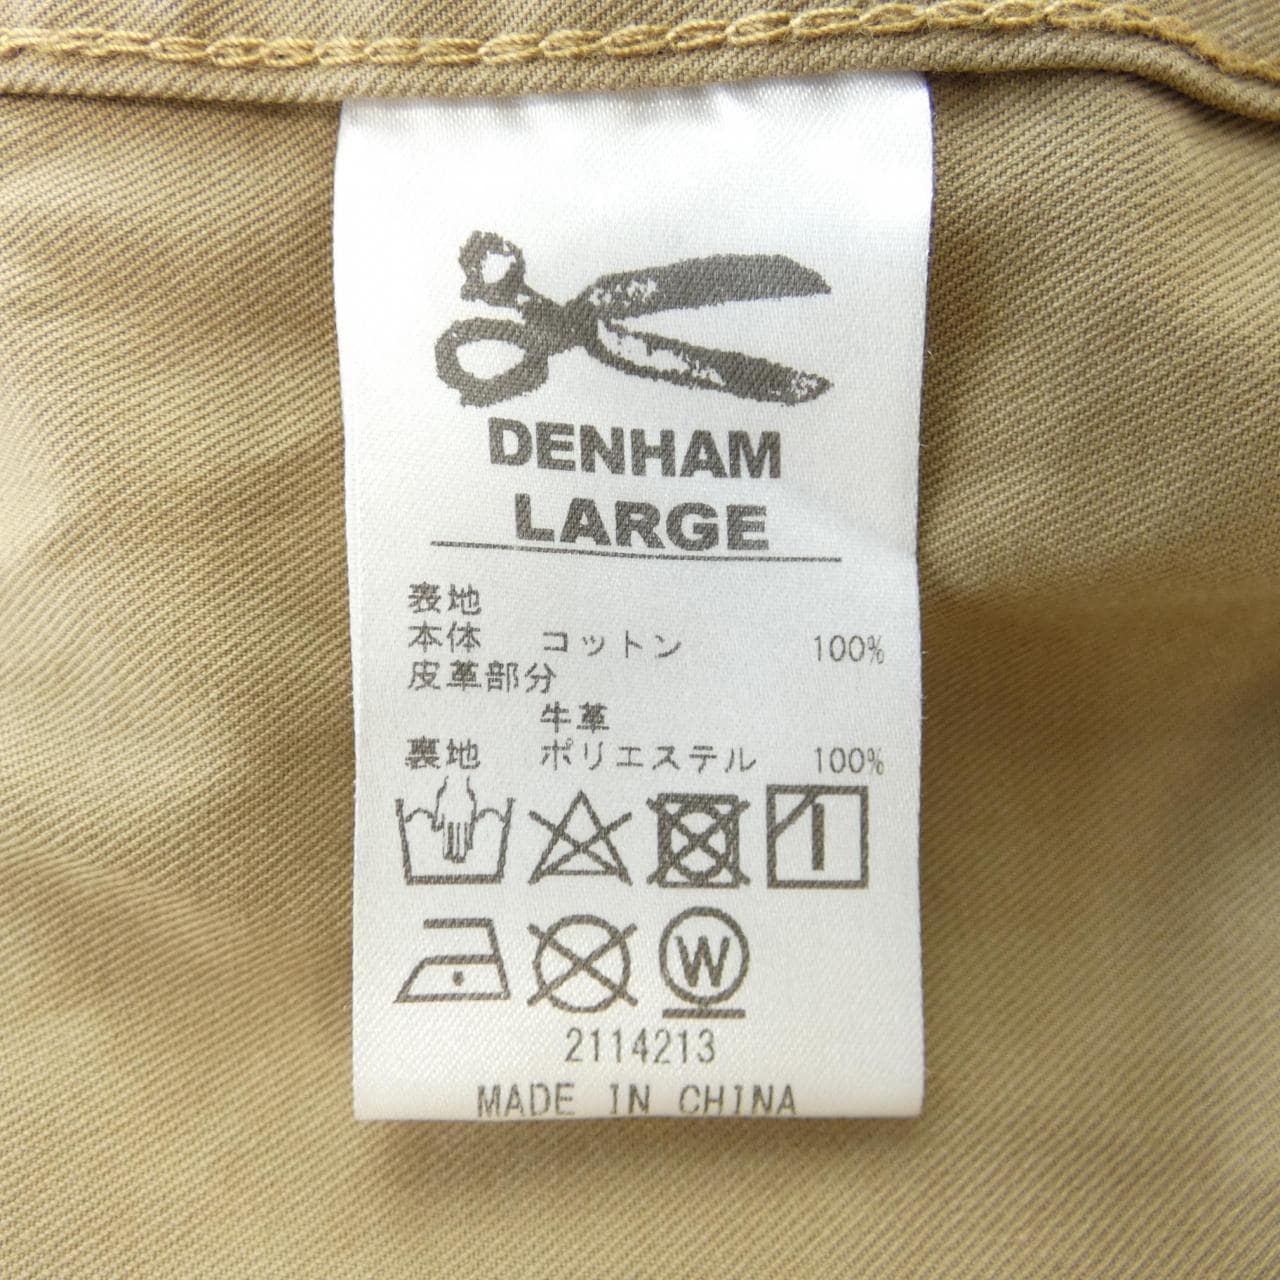 DENHAM
LARGE
表地
本体 コットン 100%
皮革部分
牛革
裏地 ポリエステル 100%
W
2114213
MADE IN CHINA